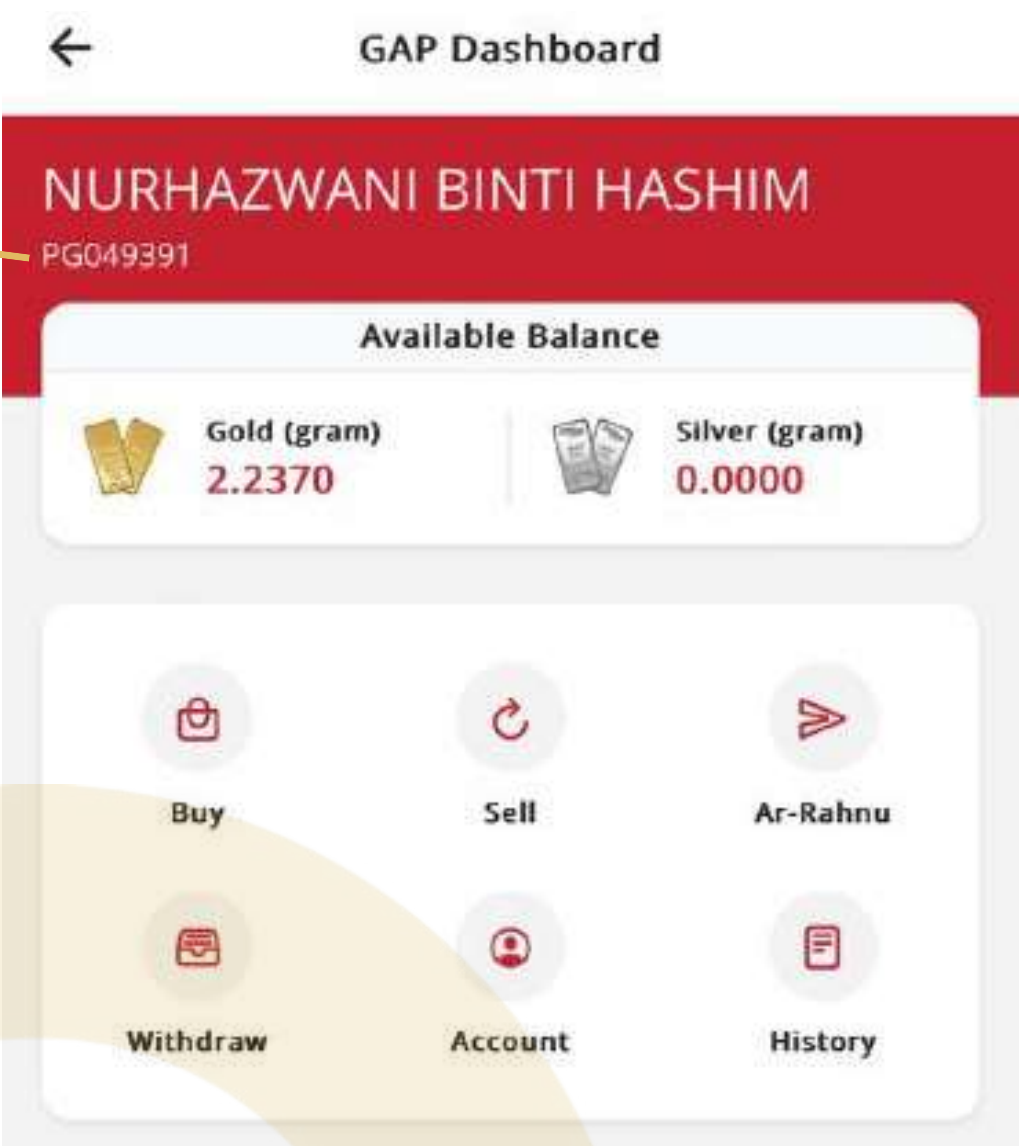 GAP Dashboard
NURHAZWANI BINTI HASHIM
PG049391
Available Balance
Gold (gram) Silver (gram)
2.2370 0.0000
Buy Sell Ar-Rahnu
Withdraw Account History